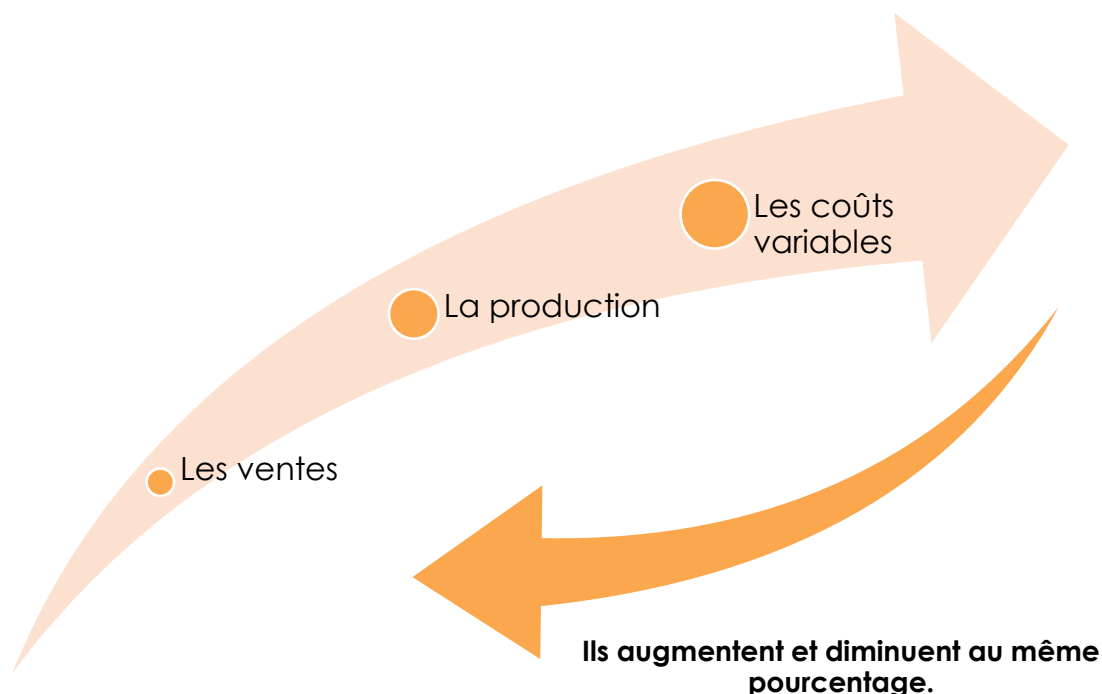 Les coûts
variables
La production
Les ventes
Ils augmentent et diminuent au même
pourcentage.